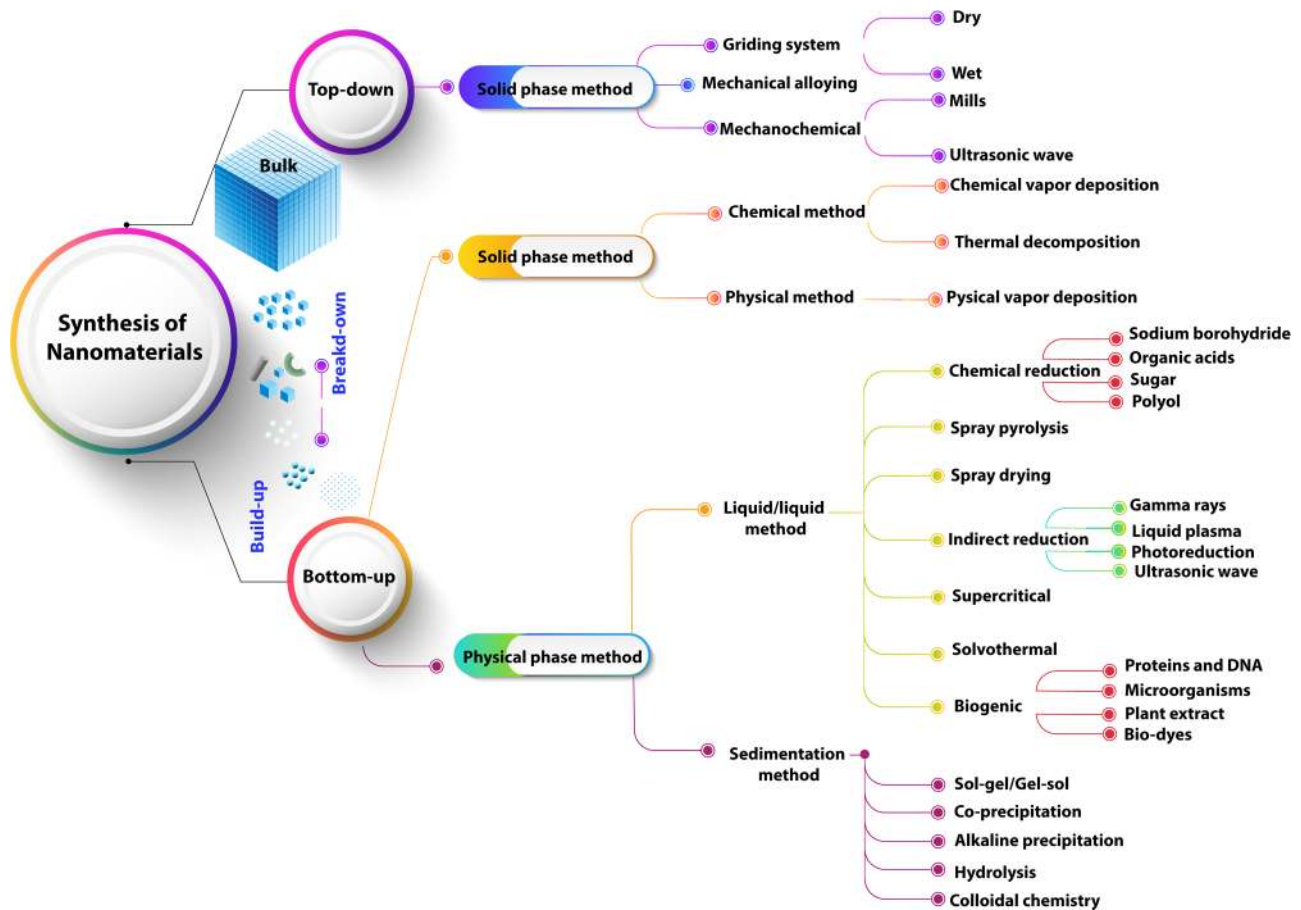 Synthesis of
Nanomaterials
Top-down
Bulk
Breakd-own
Build-up
Bottom-up
Solid phase method
Griding system
Dry
Wet
Mechanical alloying
Mechanochemical
Mills
Ultrasonic wave
Solid phase method
Chemical method
Chemical vapor deposition
Thermal decomposition
Physical method
Pysical vapor deposition
Physical phase method
Liquid/liquid
method
Chemical reduction
Sodium borohydride
Organic acids
Sugar
Polyol
Spray pyrolysis
Spray drying
Indirect reduction
Gamma rays
Liquid plasma
Photoreduction
Ultrasonic wave
Supercritical
Solvothermal
Biogenic
Proteins and DNA
Microorganisms
Plant extract
Bio-dyes
Sedimentation
method
Sol-gel/Gel-sol
Co-precipitation
Alkaline precipitation
Hydrolysis
Colloidal chemistry